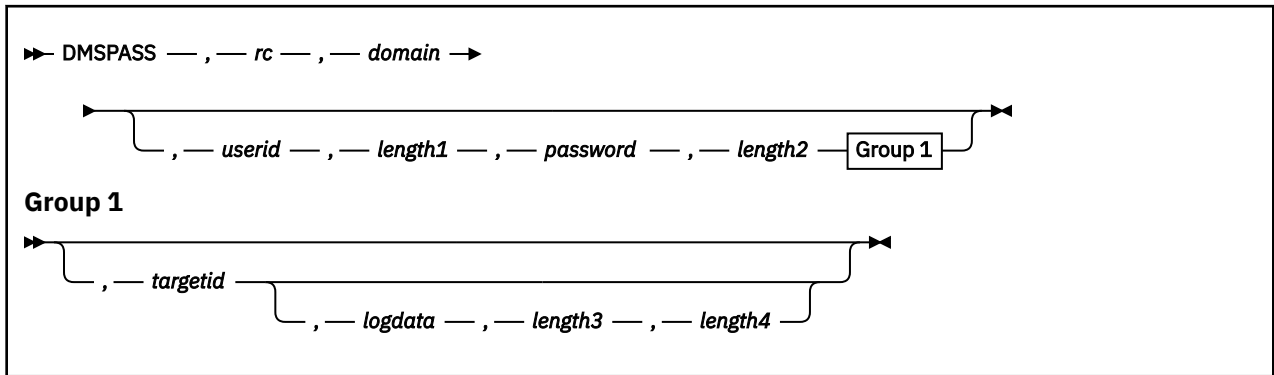 DMSPASS , rc , domain
, userid , length1 , password , length2 Group 1
Group 1
, targetid
, logdata , length3 , length4